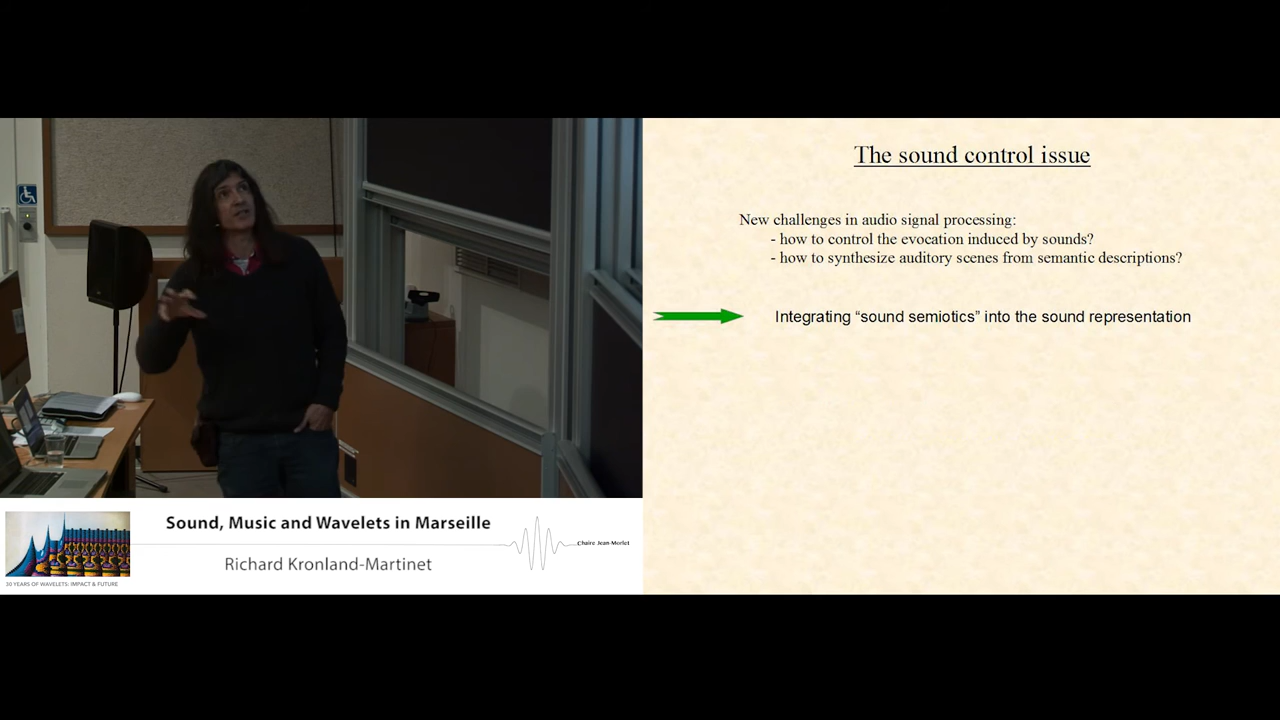 The sound control issue
New challenges in audio signal processing:
- how to control the evocation induced by sounds?
- how to synthesize auditory scenes from semantic descriptions?
Integrating “sound semiotics” into the sound representation
Sound, Music and Wavelets in Marseille
Chaire Jean-Morlet
Richard Kronland-Martinet
30 YEARS OF WAVELETS: IMPACT & FUTURE